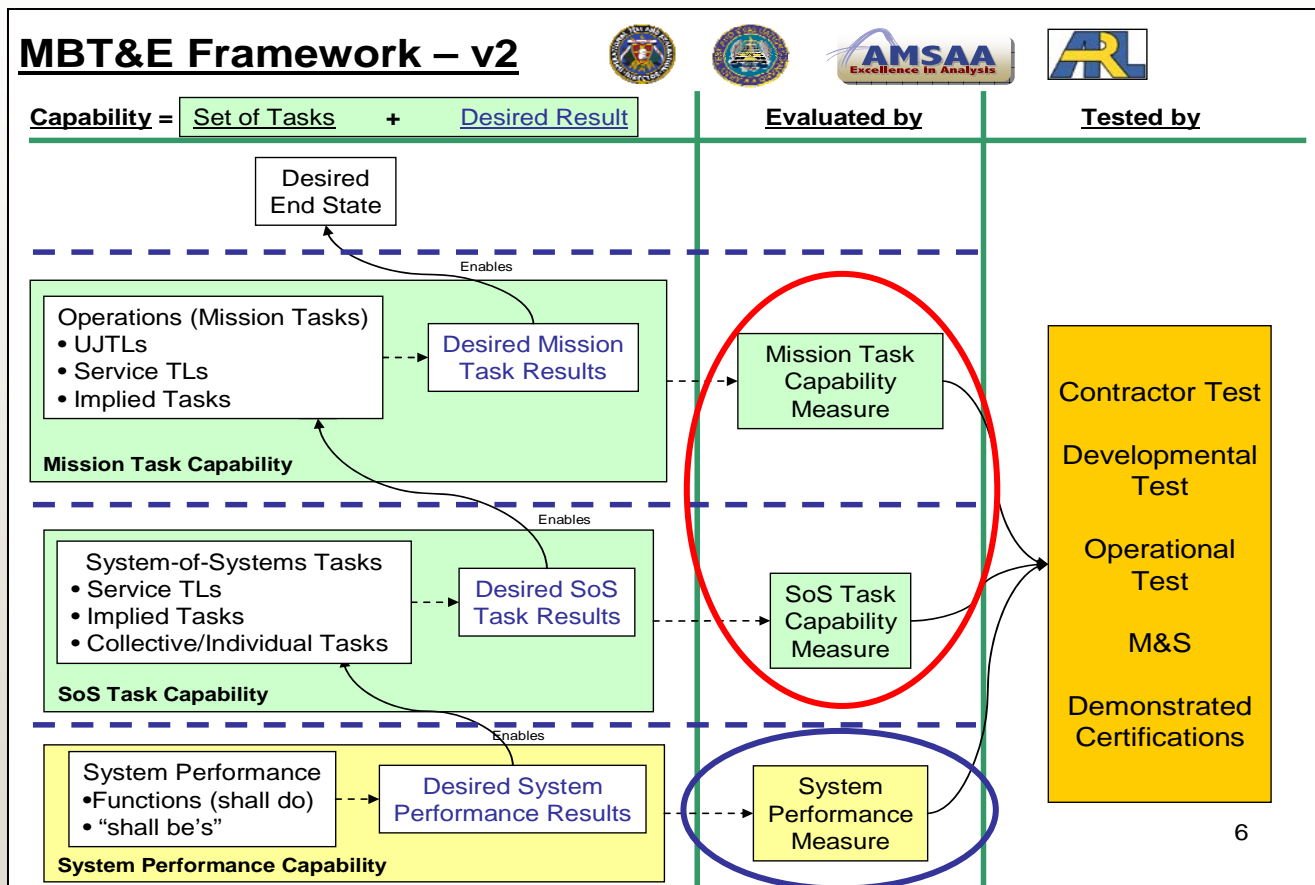 MBT&E Framework – v2
AMSAA
Excellence in Analysis
ARL
Capability = Set of Tasks + Desired Result
Evaluated by
Tested by
Desired
End State
Enables
Operations (Mission Tasks)
• UJTLs
• Service TLs
• Implied Tasks
Desired Mission
Task Results
Mission Task Capability
Mission Task
Capability
Measure
Enables
System-of-Systems Tasks
• Service TLs
• Implied Tasks
• Collective/Individual Tasks
Desired SoS
Task Results
SoS Task Capability
SoS Task
Capability
Measure
Enables
System Performance
•Functions (shall do)
• “shall be’s”
Desired System
Performance Results
System Performance Capability
System
Performance
Measure
Contractor Test
Developmental
Test
Operational
Test
M&S
Demonstrated
Certifications
6